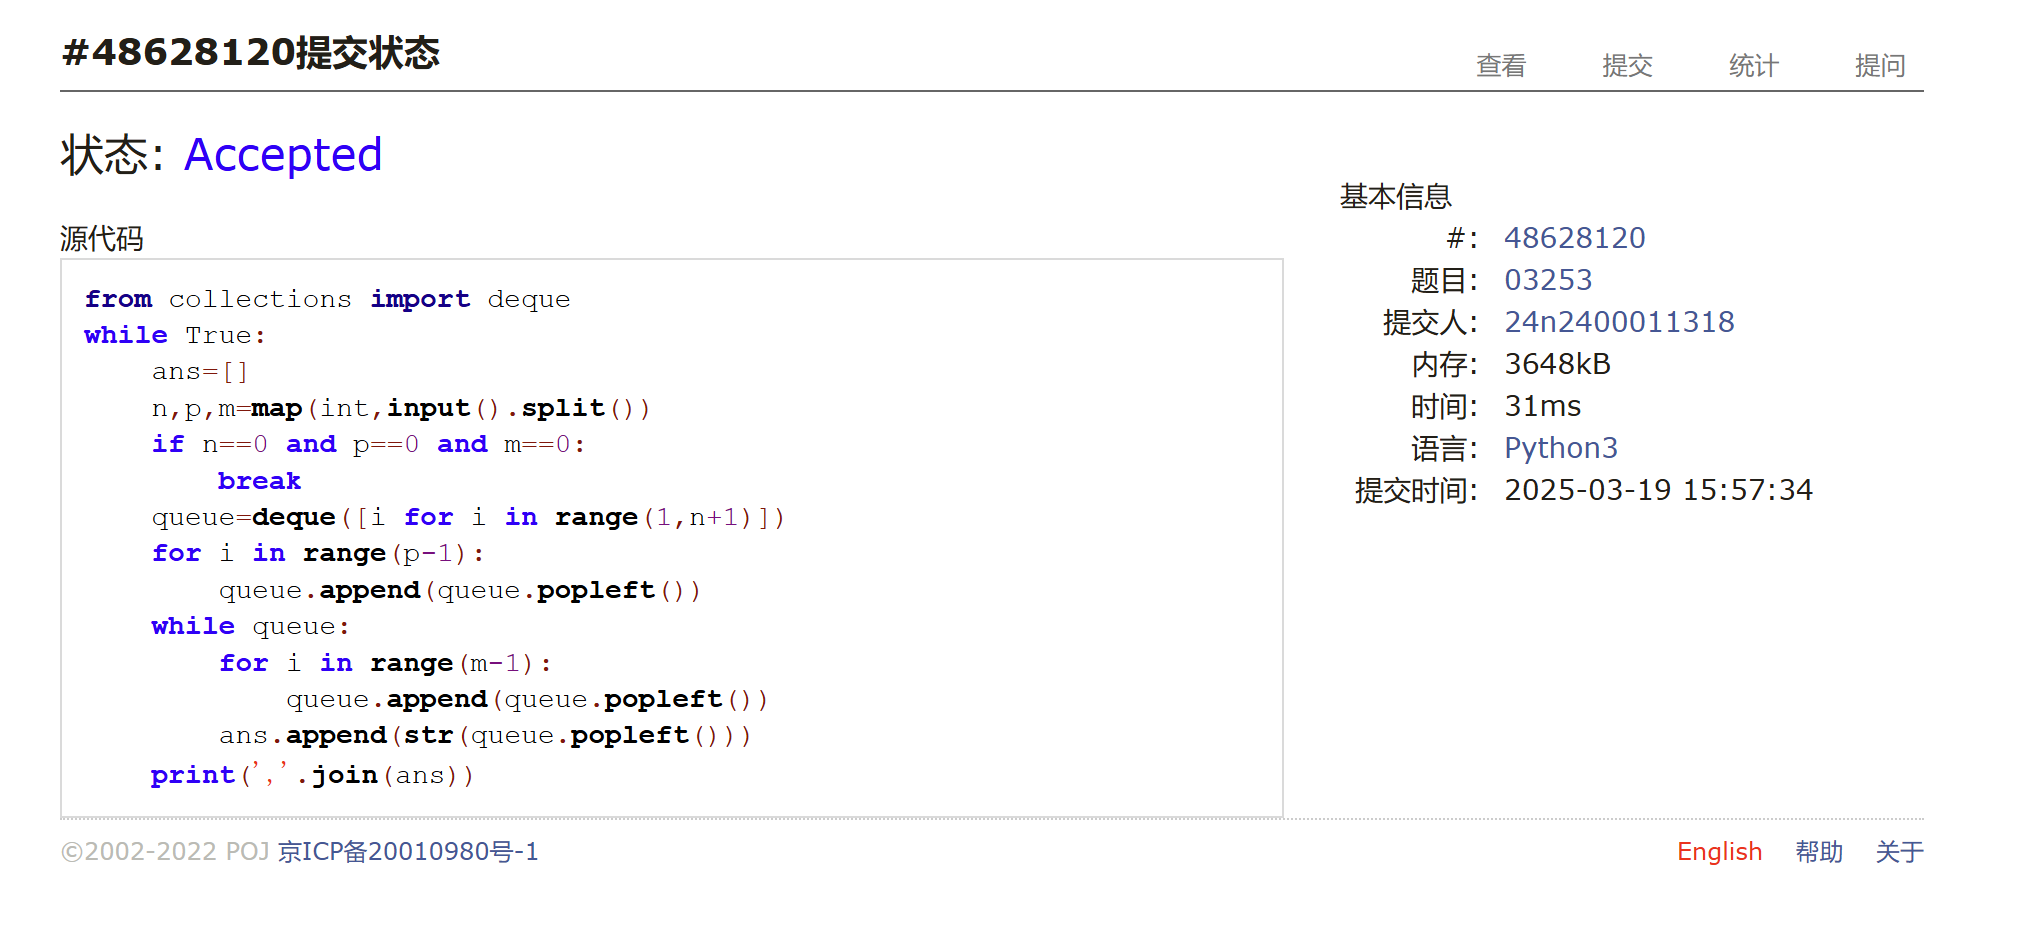 #48628120提交状态
查看 提交 统计 提问
状态: Accepted
源代码
from collections import deque
while True:
    ans=[]
    n,p,m=map(int,input().split())
    if n==0 and p==0 and m==0:
        break
    queue=deque([i for i in range(1,n+1)])
    for i in range(p-1):
        queue.append(queue.popleft())
    while queue:
        for i in range(m-1):
            queue.append(queue.popleft())
        ans.append(str(queue.popleft()))
    print(','.join(ans))
基本信息
#: 48628120
题目: 03253
提交人: 24n2400011318
内存: 3648kB
时间: 31ms
语言: Python3
提交时间: 2025-03-19 15:57:34
©2002-2022 POJ 京ICP备20010980号-1
English 帮助 关于